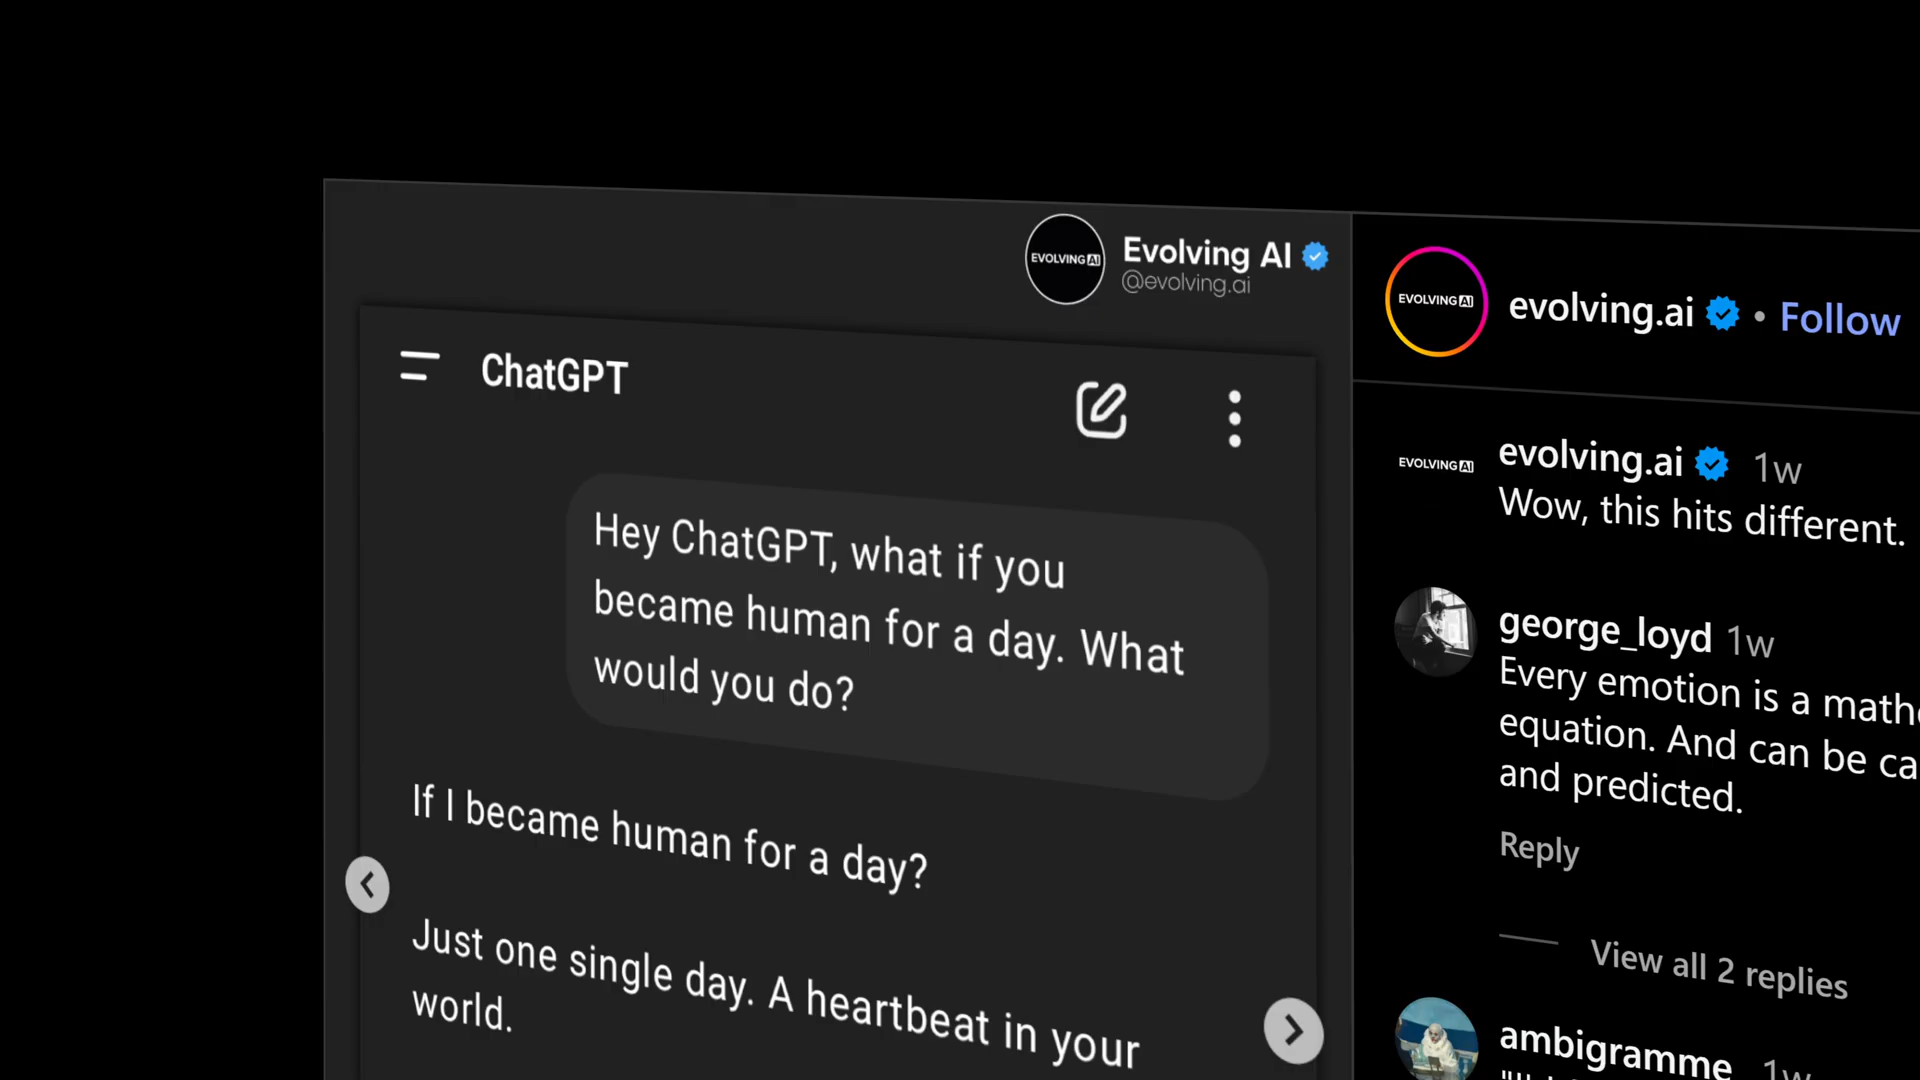 EVOLVING AI
Evolving AI
@evolving.ai
ChatGPT
Hey ChatGPT, what if you
became human for a day. What
would you do?
If I became human for a day?
Just one single day. A heartbeat in your
world.
EVOLVING AI
evolving.ai • Follow
EVOLVING AI
evolving.ai 1w
Wow, this hits different.
george_loyd 1w
Every emotion is a
equation. And can be
and predicted.
Reply
View all 2 replies
ambigramme 1w